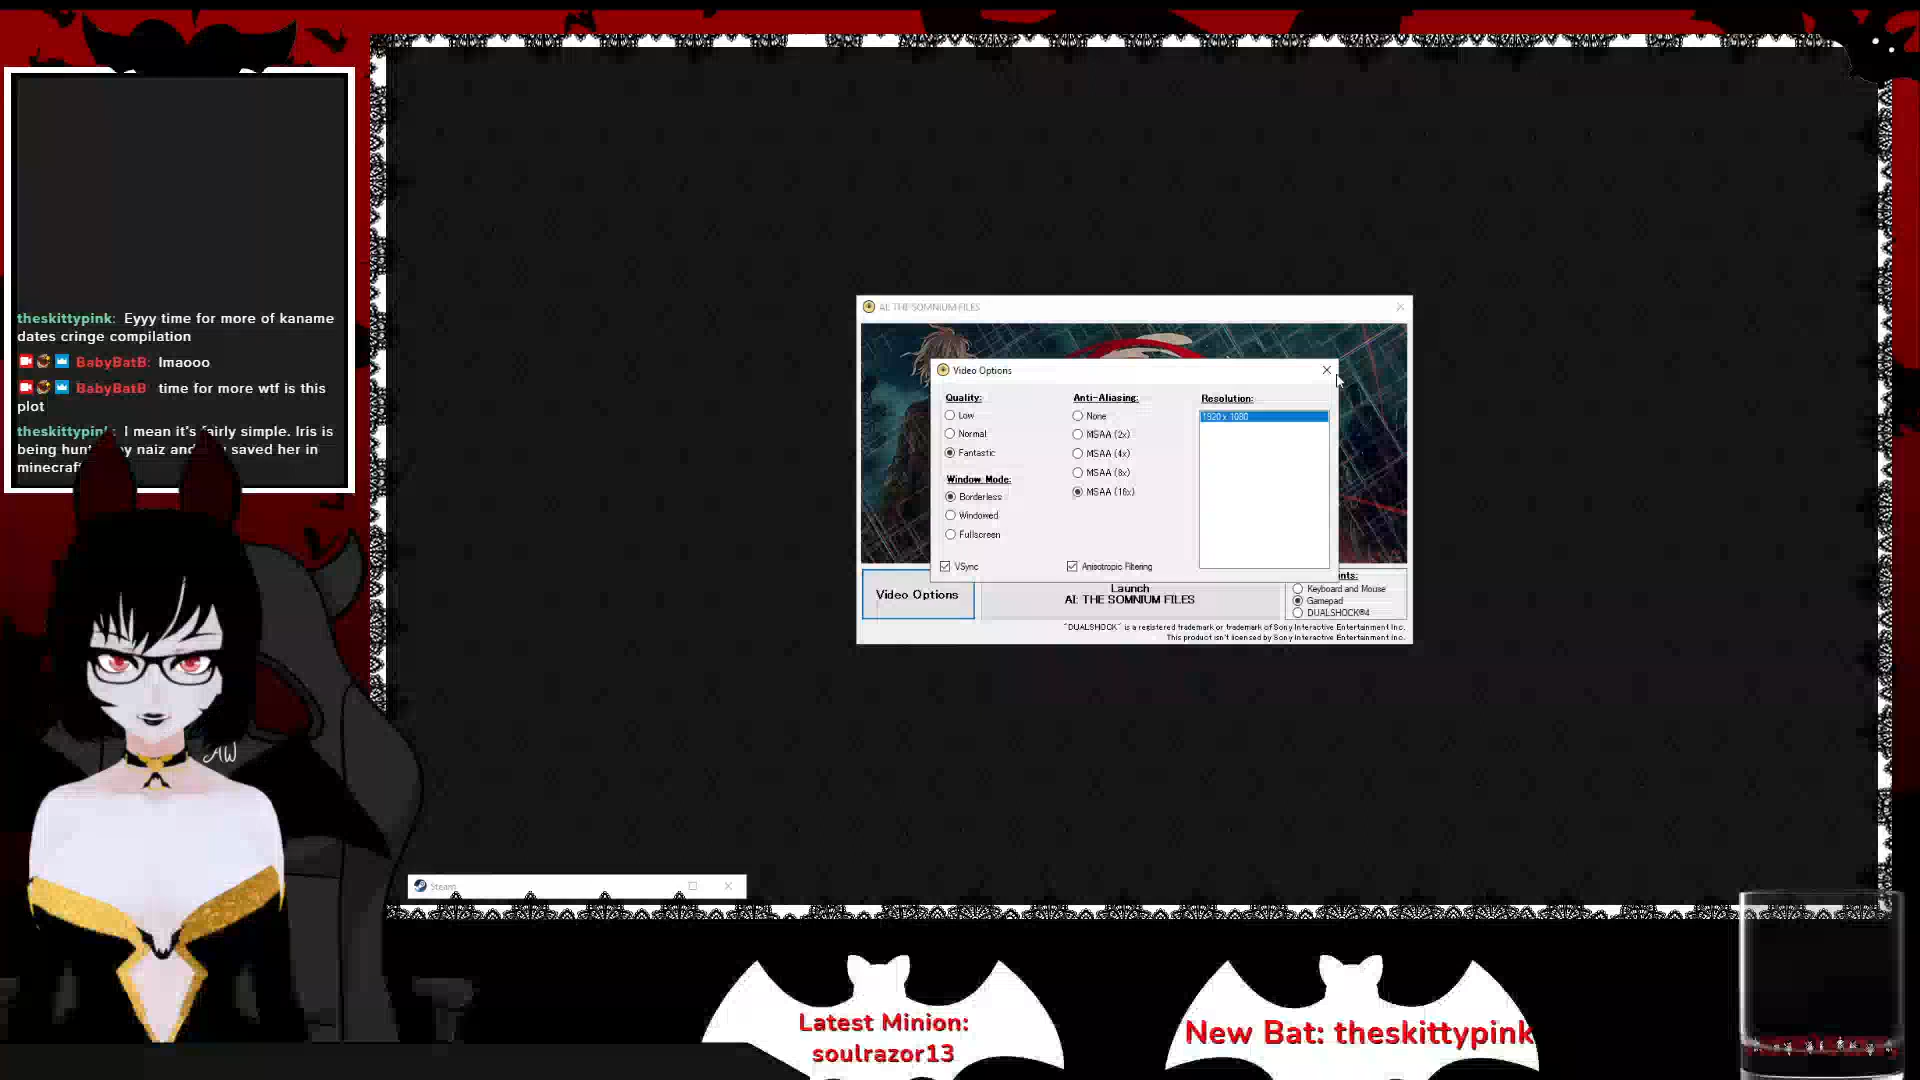 theskittypink: Eyyy time for more of kaname
dates cringe compilation
BabyBatB: lmaooo
BabyBatB time for more wtf is this
plot
theskittypink: I mean it's fairly simple. Iris is
being hunt y naiz and saved her in
minecraf
AW
AI: THE SOMNIUM FILES
Video Options
Quality:
Low
Normal
Fantastic
Window Mode:
Borderless
Windowed
Fullscreen
VSync
Anti-Aliasing:
None
MSAA (2x)
MSAA (4x)
MSAA (8x)
MSAA (16x)
Anisotropic Filtering
Resolution:
1920 x 1080
Video Options
Launch
AI: THE SOMNIUM FILES
Keyboard and Mouse
Gamepad
DUALSHOCK®4
"DUALSHOCK" is a registered trademark or trademark of Sony Interactive Entertainment Inc.
This product isn't licensed by Sony Interactive Entertainment Inc.
Steam
Latest Minion:
soulrazor13
New Bat: theskittypink